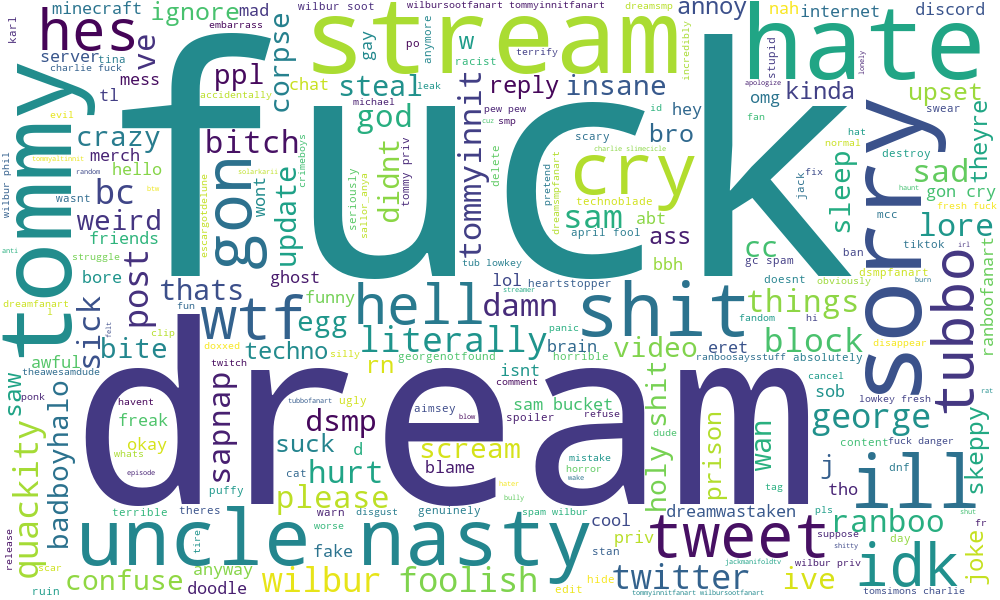 fuck
dream
stream
hate
tommy
sorry
cry
shit
hell
wtf
uncle nasty
tweet
ill
idk
tubbo
gon
hes
wilbur soot
wilbursootfanart tommyinnitfanart
dreamsmp
minecraft
ignore
mad
embarrass
karl
ve
server
tina
charlie fuck
mess
tl
ppl
accidentally
corpse
gay
anymore
po
w
racist
terrify
annoy
incredibly
nah
stupid
internet
lonely
discord
chat
steal
leak
reply
insane
hey
omg
kinda
apologize
upset
swear
michael
god
pew pew
cuz
smp
id
bro
fan
evil
crazy
tommyaltinnit
merch
random
hello
wasnt
btw
bc
weird
friends
struggle
bore
anti
wilbur phil
bitch
solarkarii
crimeboys
escargotbelune
wont
update
seriously
sailor_anya
didnt
tommy priv
tommyinnit
delete
scary
charlie slimecicle
pretend
dreamsmpfanart
technoblade
sam
abt
april fool
ass
tub lowkey
bbh
gc spam
cc
jack
fix
sleep
hat
normal
destroy
haunt
sad
gon cry
fresh fuck
theyre
lore
mcc
ban
tiktok
irl
ranboofanart
dsmpfanart
doesnt
obviously
burn
post
sick
felt
thats
ghost
fun
funny
lol
heartstopper
damn
streamer
things
fandom
hi
dreamfanart
l
bite
clip
doxxed
egg
silly
techno
twitch
literally
rn
georgenotfound
panic
brain
horrible
video
eret
ranboosaysstuff
absolutely
block
disappear
awful
theawesamdude
ponk
saw
quackity
badboyhalo
havent
freak
okay
whats
episode
sapnap
tubbofanart
ugly
dsmp
suck
d
cat
hurt
aimsey
blow
isnt
comment
sam bucket
spoiler
refuse
scream
blame
mistake
horror
make
hater
bully
holy shit
dude
prison
tag
wan
cancel
sob
george
lowkey fresh
content
fuck danger
j
tho
dnf
skeppy
rat
puffy
theres
terrible
please
warn
disgust
genuinely
spam wilbur
worse
cool
stan
priv
dreamwastaken
pls
suppose
shitty
ranboo
day
shut
joke
fr
release
scar
ruin
confuse
anyway
tire
doodle
fake
wilbur
foolish
edit
hide
twitter
jackmanifoldtv
tommyinnitfanart wilbursootfanart
ive
wilbur priv
tomsimons charlie